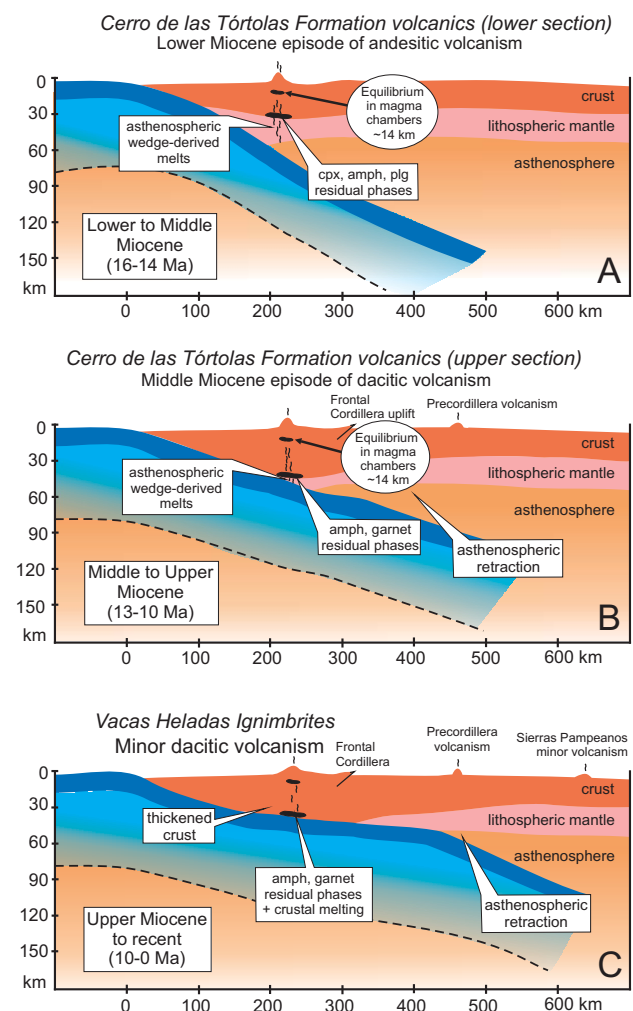 Cerro de las Tórtolas Formation volcanics (lower section)
Lower Miocene episode of andesitic volcanism
0
30
60
90
120
150
km
asthenospheric
wedge-derived
melts
Equilibrium
in magma
chambers
~14 km
crust
lithospheric mantle
asthenosphere
cpx, amph, plg
residual phases
Lower to Middle
Miocene
(16-14 Ma)
A
0 100 200 300 400 500 600 km
Cerro de las Tórtolas Formation volcanics (upper section)
Middle Miocene episode of dacitic volcanism
Frontal
Cordillera uplift
Precordillera volcanism
0
30
60
90
120
150
km
asthenospheric
wedge-derived
melts
Equilibrium
in magma
chambers
~14 km
crust
lithospheric mantle
asthenosphere
amph, garnet
residual phases
asthenospheric
retraction
Middle to Upper
Miocene
(13-10 Ma)
B
0 100 200 300 400 500 600 km
Vacas Heladas Ignimbrites
Minor dacitic volcanism
Frontal
Cordillera
Precordillera
volcanism
Sierras Pampeanos
minor volcanism
0
30
60
90
120
150
km
thickened
crust
crust
lithospheric mantle
asthenosphere
amph, garnet
residual phases
+ crustal melting
asthenospheric
retraction
Upper Miocene
to recent
(10-0 Ma)
C
0 100 200 300 400 500 600 km